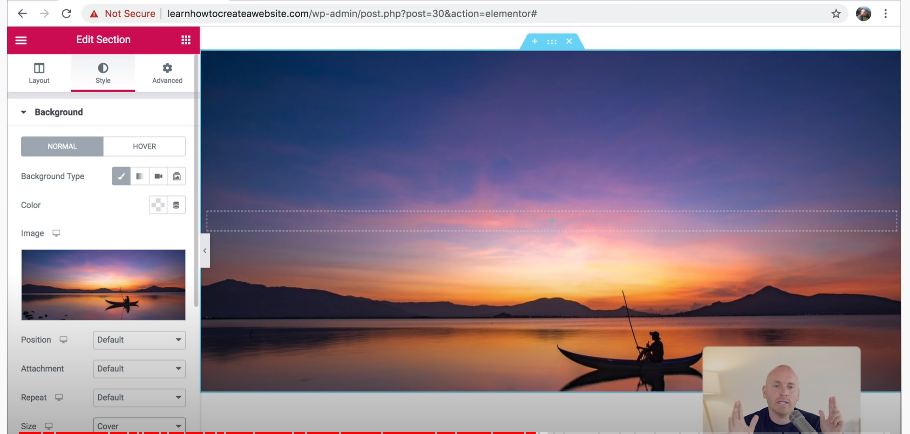 Not Secure | learnhowtocreateawebsite.com/wp-admin/post.php?post=30&action=elementor#
Edit Section
Layout
Style
Advanced
Background
NORMAL
HOVER
Background Type
Color
Image
Position
Default
Attachment
Default
Repeat
Default
Size
Cover